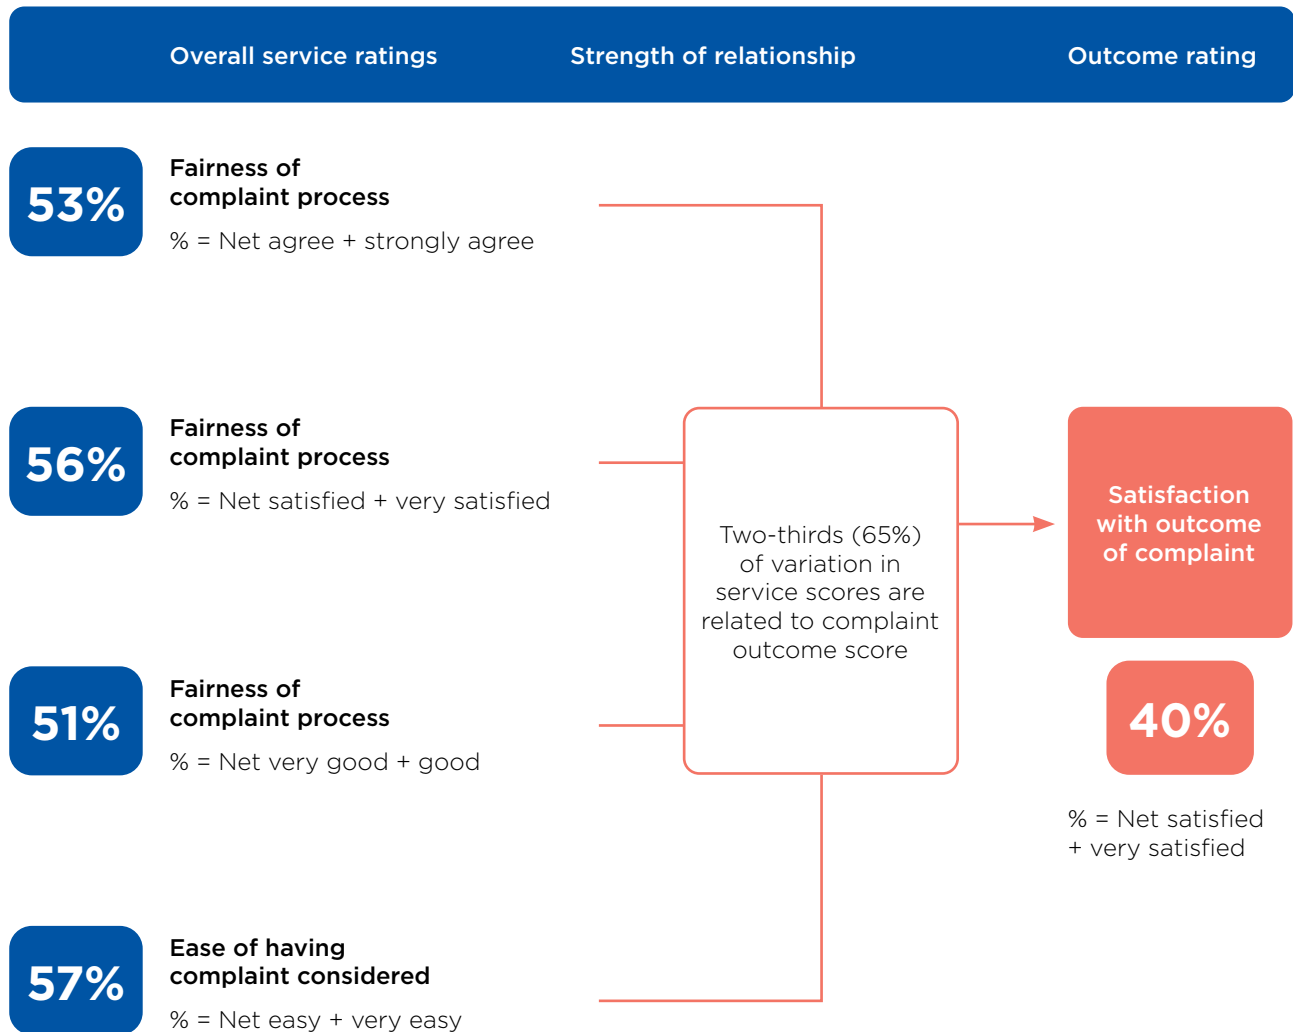 Overall service ratings
Strength of relationship
Outcome rating
53%
Fairness of
complaint process
% = Net agree + strongly agree
56%
Fairness of
complaint process
% = Net satisfied + very satisfied
51%
Fairness of
complaint process
% = Net very good + good
57%
Ease of having
complaint considered
% = Net easy + very easy
Two-thirds (65%)
of variation in
service scores are
related to complaint
outcome score
Satisfaction
with outcome
of complaint
40%
% = Net satisfied
+ very satisfied